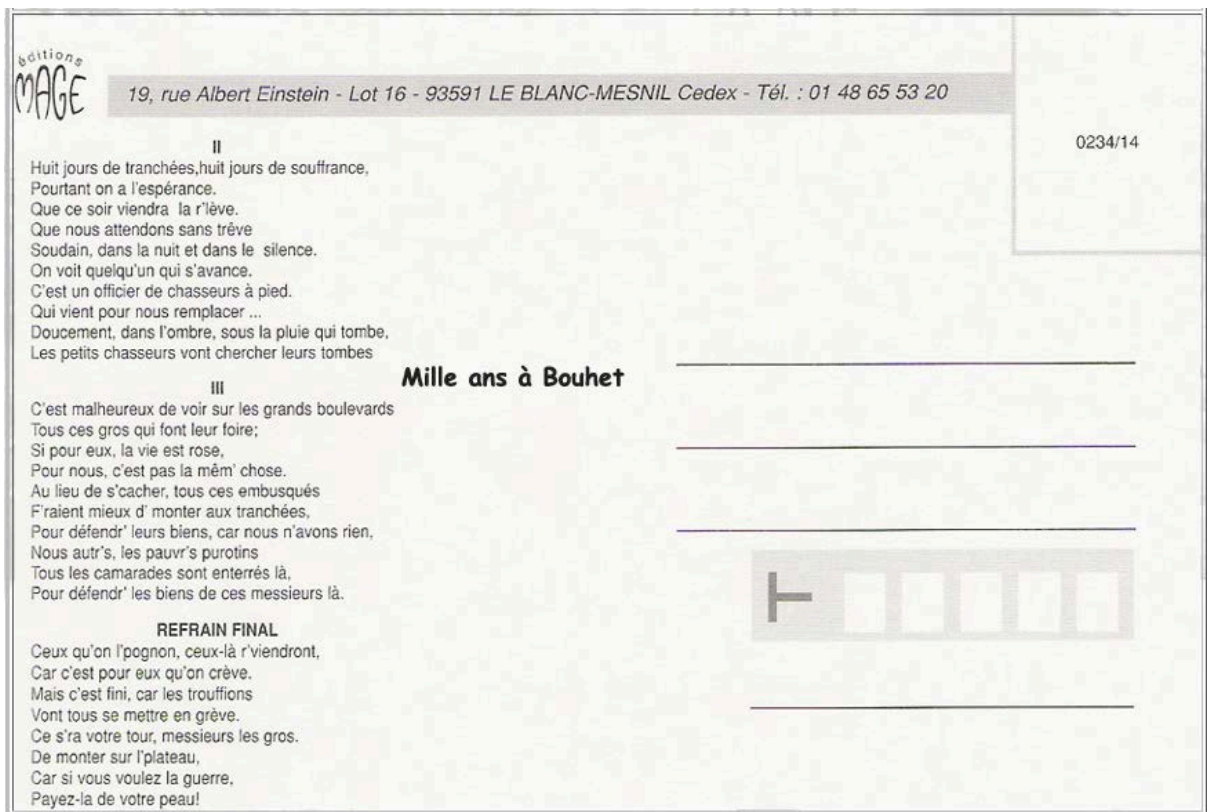 éditions
MAGE
19, rue Albert Einstein - Lot 16 - 93591 LE BLANC-MESNIL Cedex - Tél. : 01 48 65 53 20
0234/14
II
Huit jours de tranchées,huit jours de souffrance,
Pourtant on a l'espérance.
Que ce soir viendra la r'lève.
Que nous attendons sans trêve
Soudain, dans la nuit et dans le silence.
On voit quelqu'un qui s'avance.
C'est un officier de chasseurs à pied.
Qui vient pour nous remplacer ...
Doucement, dans l'ombre, sous la pluie qui tombe,
Les petits chasseurs vont chercher leurs tombes
III
C'est malheureux de voir sur les grands boulevards
Tous ces gros qui font leur foire;
Si pour eux, la vie est rose,
Pour nous, c'est pas la mêm' chose.
Au lieu de s'cacher, tous ces embusqués
F'raient mieux d' monter aux tranchées,
Pour défendr' leurs biens, car nous n'avons rien,
Nous autr's, les pauvr's purotins
Tous les camarades sont enterrés là,
Pour défendr' les biens de ces messieurs là.
REFRAIN FINAL
Ceux qu'on l'pognon, ceux-là r'viendront,
Car c'est pour eux qu'on crève.
Mais c'est fini, car les trouffions
Vont tous se mettre en grève.
Ce s'ra votre tour, messieurs les gros.
De monter sur l'plateau,
Car si vous voulez la guerre,
Payez-la de votre peau!
Mille ans à Bouhet